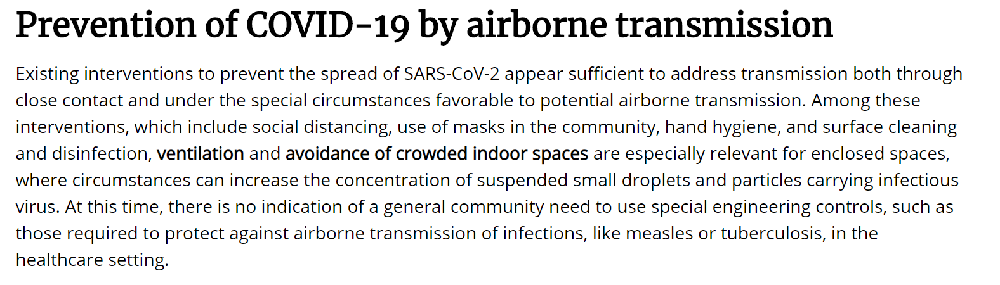 Prevention of COVID-19 by airborne transmission
Existing interventions to prevent the spread of SARS-CoV-2 appear sufficient to address transmission both through
close contact and under the special circumstances favorable to potential airborne transmission. Among these
interventions, which include social distancing, use of masks in the community, hand hygiene, and surface cleaning
and disinfection, ventilation and avoidance of crowded indoor spaces are especially relevant for enclosed spaces,
where circumstances can increase the concentration of suspended small droplets and particles carrying infectious
virus. At this time, there is no indication of a general community need to use special engineering controls, such as
those required to protect against airborne transmission of infections, like measles or tuberculosis, in the
healthcare setting.